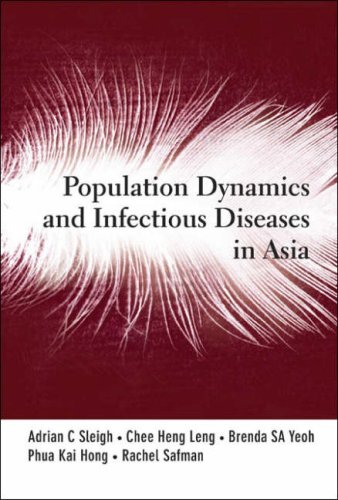 Population Dynamics
and Infectious Diseases
in Asia
Adrian C Sleigh • Chee Heng Leng • Brenda SA Yeoh
Phua Kai Hong • Rachel Safman